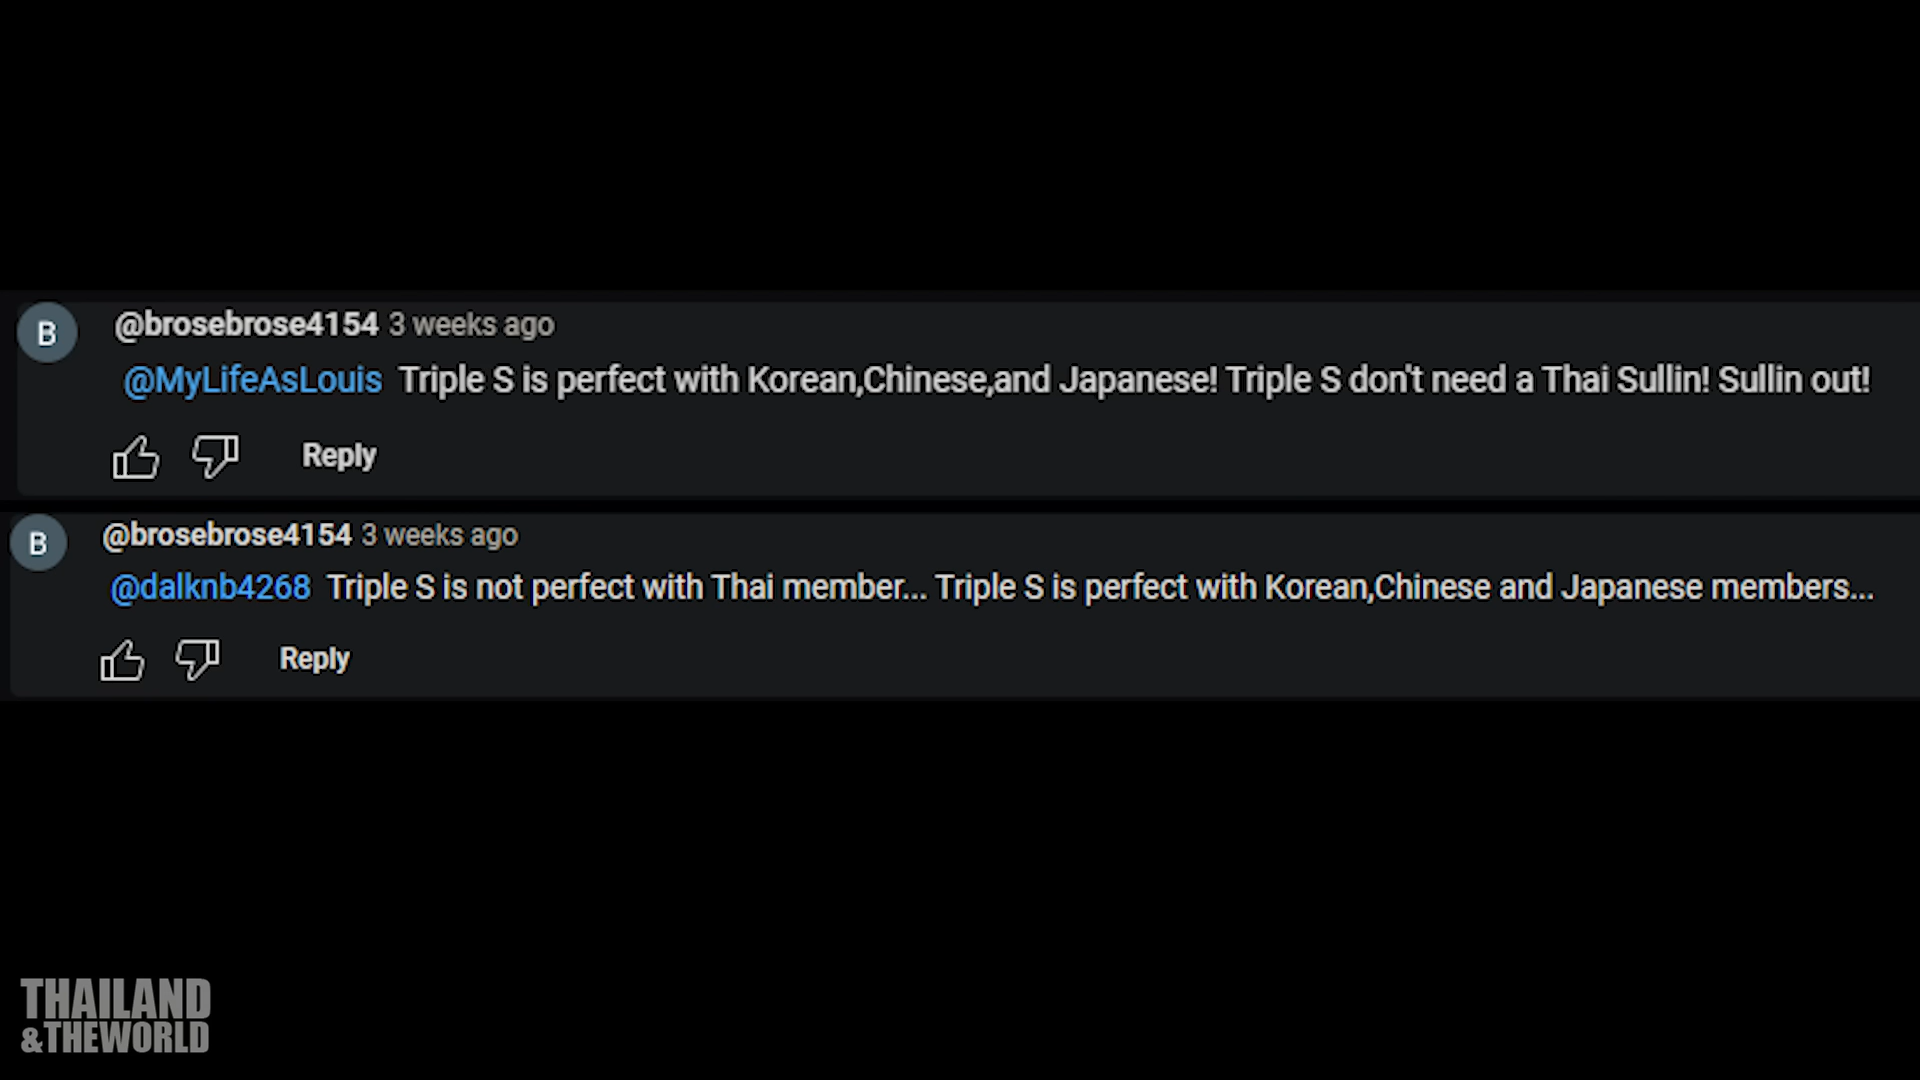 B
@brosebrose4154 3 weeks ago
@MyLifeAsLouis Triple S is perfect with Korean,Chinese,and Japanese! Triple S don't need a Thai Sullin! Sullin out!
Reply
B
@brosebrose4154 3 weeks ago
@dalknb4268 Triple S is not perfect with Thai member... Triple S is perfect with Korean,Chinese and Japanese members...
Reply
THAILAND
&THEWORLD